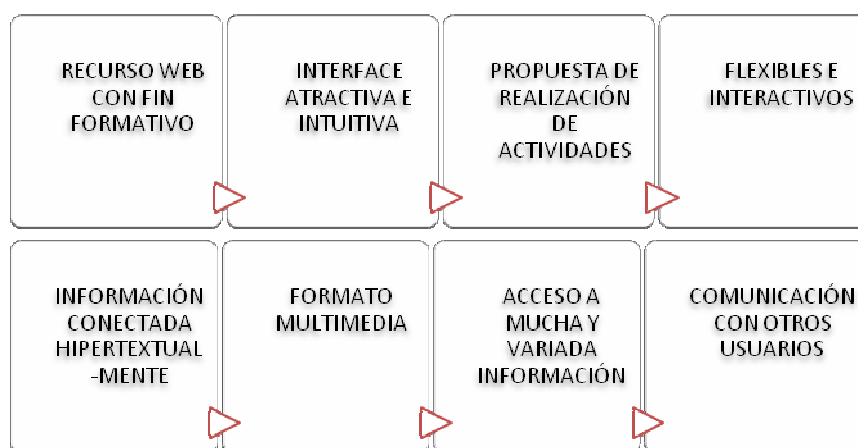 RECURSO WEB
CON FIN
FORMATIVO
INTERFACE
ATRACTIVA E
INTUITIVA
PROPUESTA DE
REALIZACIÓN
DE
ACTIVIDADES
FLEXIBLES E
INTERACTIVOS
INFORMACIÓN
CONECTADA
HIPERTEXTUAL
-MENTE
FORMATO
MULTIMEDIA
ACCESO A
MUCHA Y
VARIADA
INFORMACIÓN
COMUNICACIÓN
CON OTROS
USUARIOS